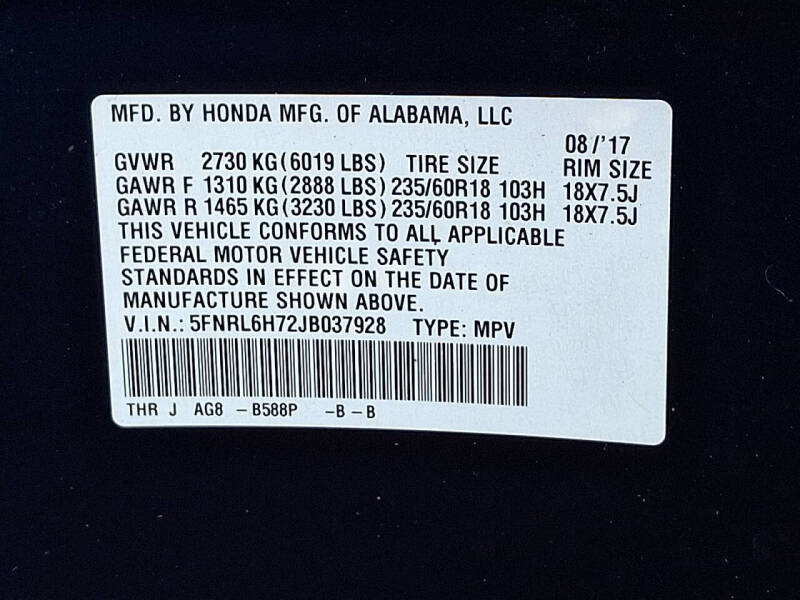 MFD. BY HONDA MFG. OF ALABAMA, LLC
08/'17
GVWR 2730 KG(6019 LBS) TIRE SIZE RIM SIZE
GAWR F 1310 KG(2888 LBS) 235/60R18 103H 18X7.5J
GAWR R 1465 KG(3230 LBS) 235/60R18 103H 18X7.5J
THIS VEHICLE CONFORMS TO ALL APPLICABLE
FEDERAL MOTOR VEHICLE SAFETY
STANDARDS IN EFFECT ON THE DATE OF
MANUFACTURE SHOWN ABOVE.
V.I.N.: 5FNRL6H72JB037928 TYPE: MPV
THR J AG8 - B588P - B - B